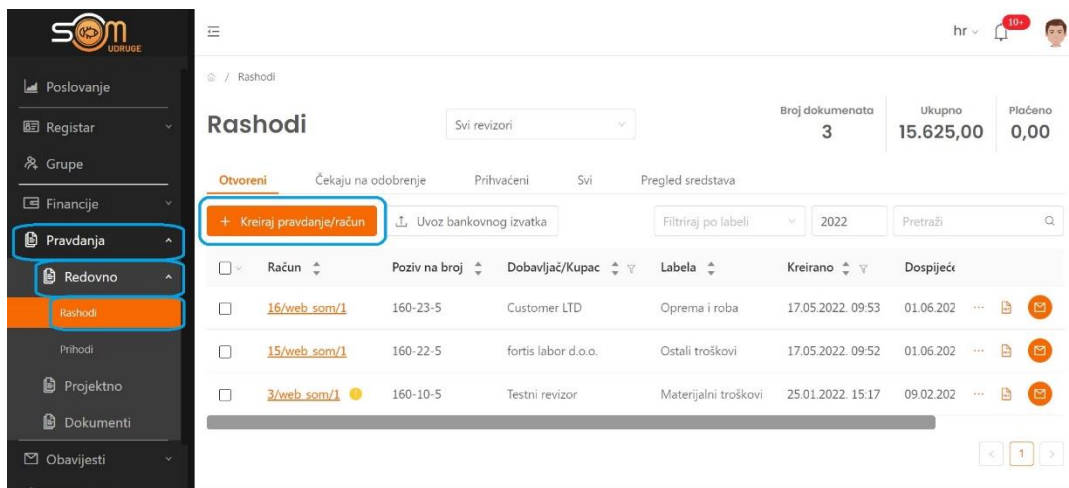 SOM
UDRUGE
hr
10+
Poslovanje
Registar
Grupe
Financije
Pravdanja
Redovno
Rashodi
Prihodi
Projektno
Dokumenti
Obavijesti
/ Rashodi
Rashodi
Svi revizori
Broj dokumenata
3
Ukupno
15.625,00
Plaćeno
0,00
Otvoreni Čekaju na odobrenje Prihvaćeni Svi Pregled sredstava
+ Kreiraj pravdanje/račun Uvoz bankovnog izvatka Filtriraj po labeli 2022 Pretraži
Račun Poziv na broj Dobavljač/Kupac Labela Kreirano Dospijeće
16/web som/1 160-23-5 Customer LTD Oprema i roba 17.05.2022. 09:53 01.06.202 ...
15/web som/1 160-22-5 fortis labor d.o.o. Ostali troškovi 17.05.2022. 09:52 01.06.202 ...
3/web som/1 160-10-5 Testni revizor Materijalni troškovi 25.01.2022. 15:17 09.02.202 ...
< 1 >